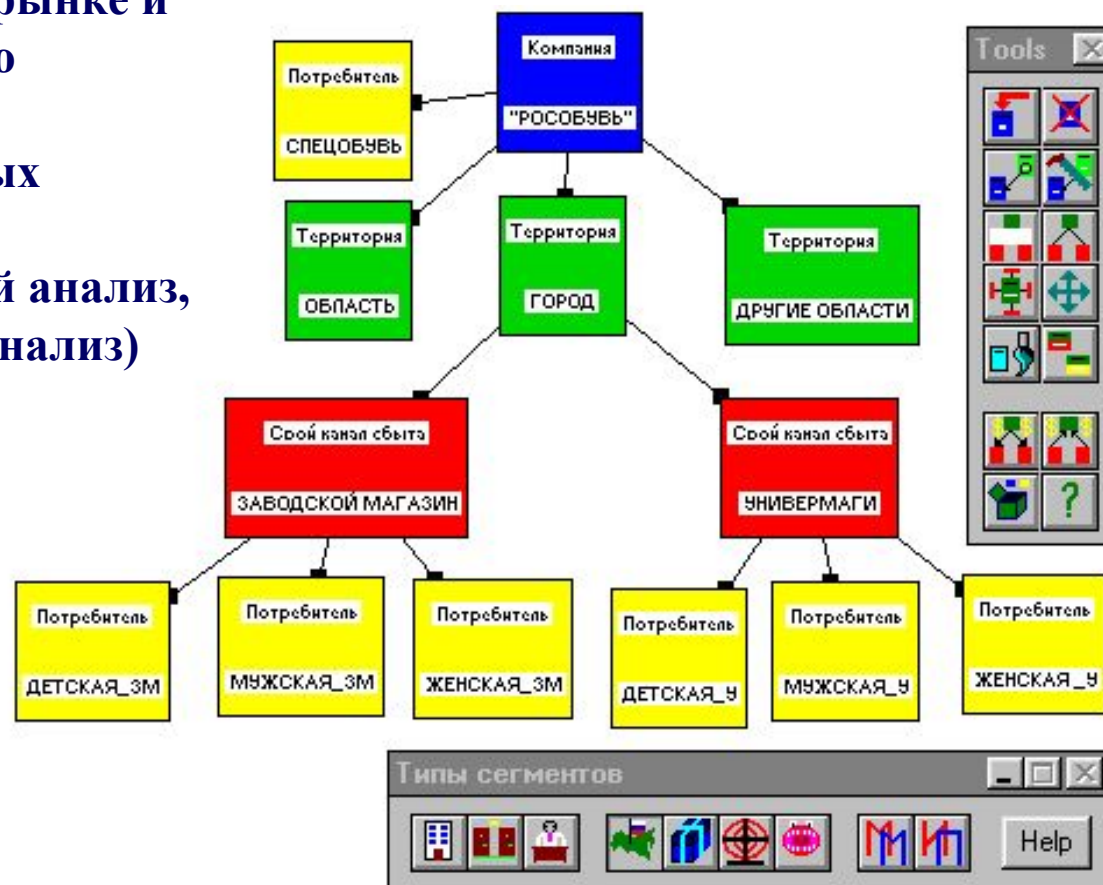 рынке и
о
ых
й анализ,
нализ)
Компания
"РОСОБУВЬ"
Потребитель
СПЕЦОБУВЬ
Территория
ОБЛАСТЬ
Территория
ГОРОД
Территория
ДРУГИЕ ОБЛАСТИ
Свой канал сбыта
ЗАВОДСКОЙ МАГАЗИН
Свой канал сбыта
УНИВЕРМАГИ
Потребитель
ДЕТСКАЯ_ЗМ
Потребитель
МУЖСКАЯ_ЗМ
Потребитель
ЖЕНСКАЯ_ЗМ
Потребитель
ДЕТСКАЯ_У
Потребитель
МУЖСКАЯ_У
Потребитель
ЖЕНСКАЯ_У
Tools
?
Типы сегментов
ММ ИП Help